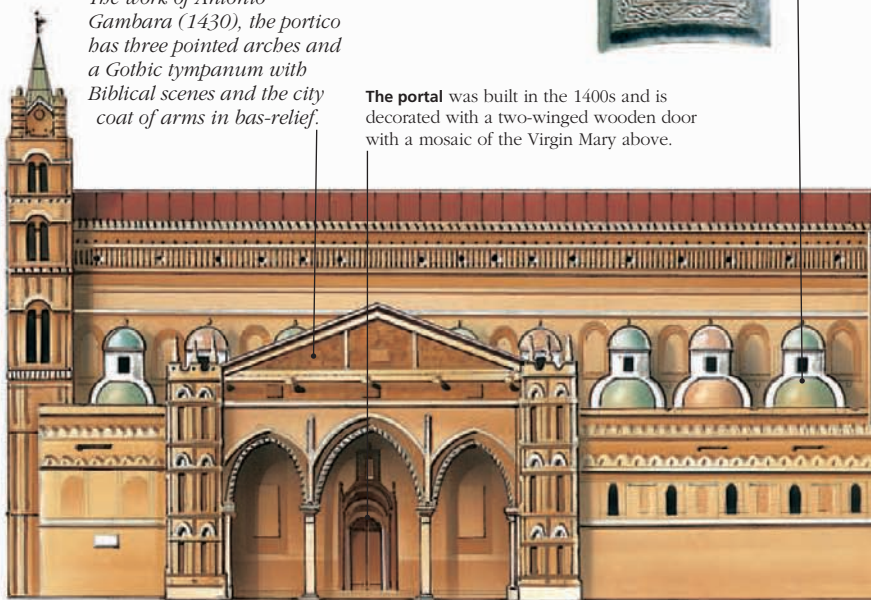 The work of Antonio
Gambara (1430), the portico
has three pointed arches and
a Gothic tympanum with
Biblical scenes and the city
coat of arms in bas-relief.
The portal was built in the 1400s and is
decorated with a two-winged wooden door
with a mosaic of the Virgin Mary above.